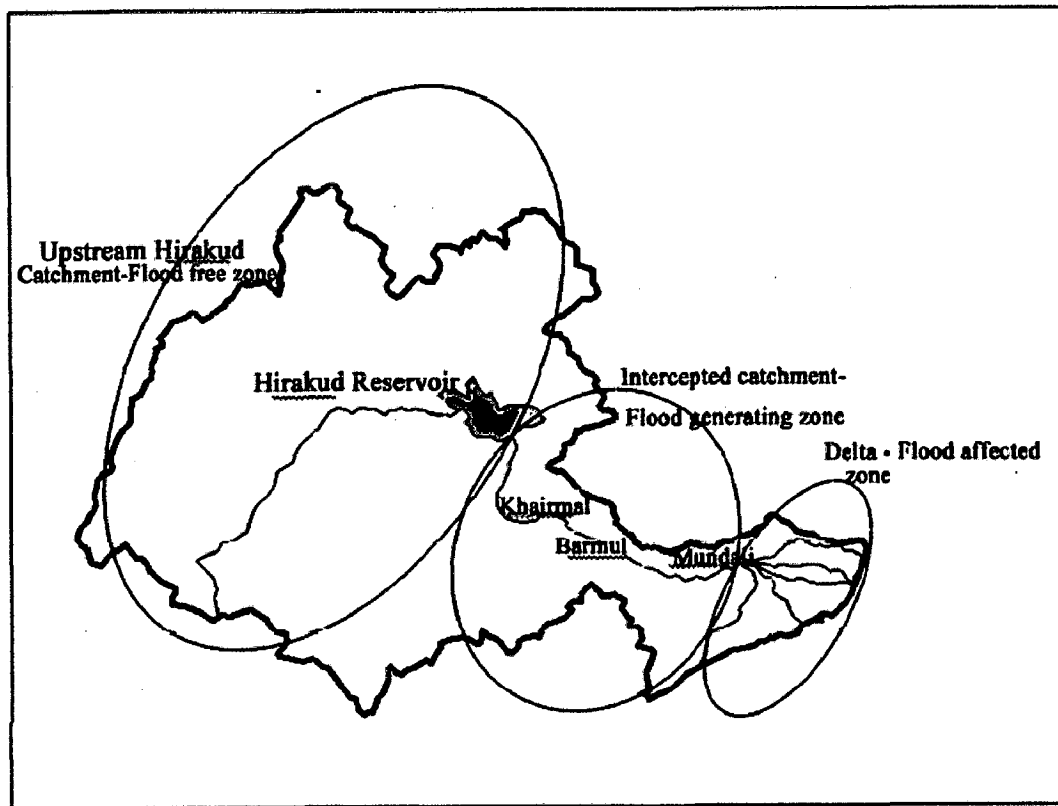 Upstream Hirakud
Catchment-Flood free zone
Hirakud Reservoir
Intercepted catchment-
Flood generating zone
Delta - Flood affected
zone
Khairmal
Barmul
Mundali